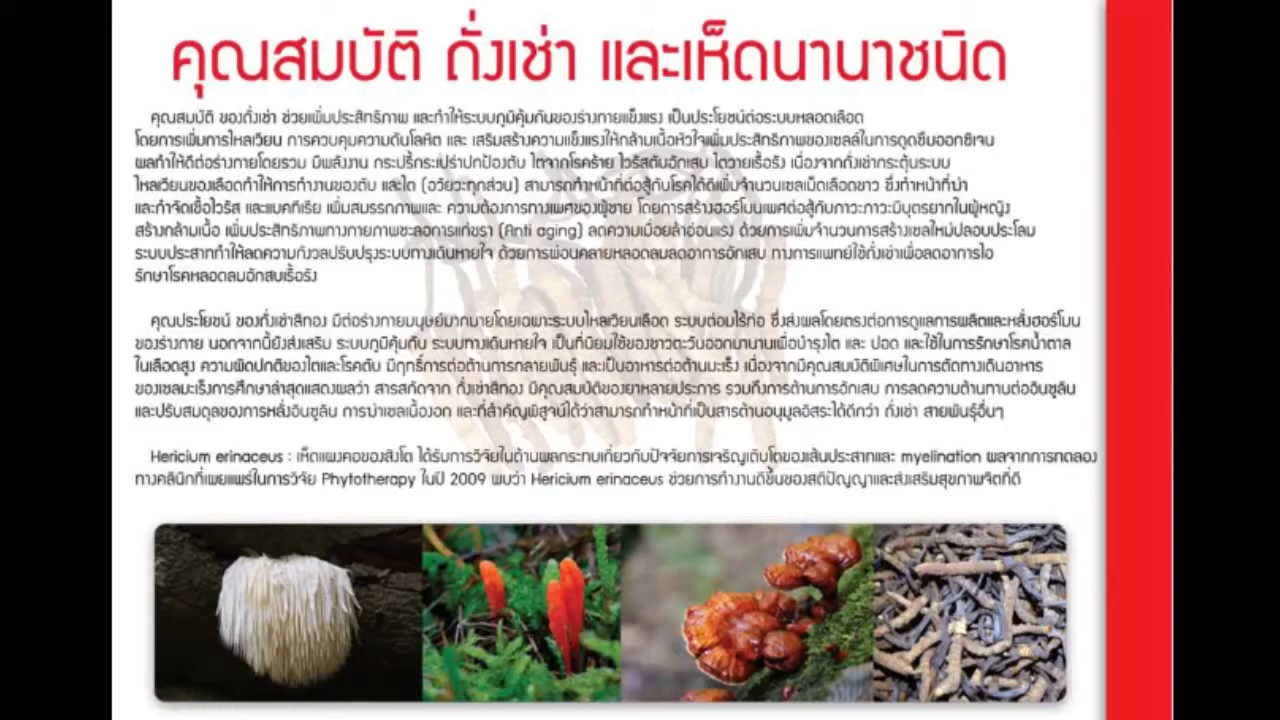 คุณสมบัติ ถั่งเช่า และเห็ดนานาชนิด
คุณสมบัติ ของถั่งเช่า ช่วยเพิ่มประสิทธิภาพ และทำให้ระบบภูมิคุ้มกันของร่างกายแข็งแรง เป็นประโยชน์ต่อระบบหลอดเลือด
โดยการเพิ่มการไหลเวียน การควบคุมความดันโลหิต และ เสริมสร้างความแข็งแรงให้กล้ามเนื้อหัวใจเพิ่มประสิทธิภาพของเซลล์ในการดูดซึมออกซิเจน
ผลทำให้ดีต่อร่างกายโดยรวม มีพลังงาน กระปรี้กระเปร่าปกป้องตับ ไตจากโรคร้าย ไวรัสตับอักเสบ ไตวายเรื้อรัง เนื่องจากถั่งเช่ากระตุ้นระบบ
ไหลเวียนของเลือดทำให้การทำงานของตับ และไต (อวัยวะทุกส่วน) สามารถทำหน้าที่ต่อสู้กับโรคได้ดีเพิ่มจำนวนเซลเม็ดเลือดขาว ซึ่งทำหน้าที่ฆ่า
และกำจัดเชื้อไวรัส และแบคทีเรีย เพิ่มสมรรถภาพและ ความต้องการทางเพศของผู้ชาย โดยการสร้างฮอร์โมนเพศต่อสู้กับภาวะภาวะมีบุตรยากในผู้หญิง
สร้างกล้ามเนื้อ เพิ่มประสิทธิภาพทางกายภาพชะลอการแก่ชรา (Anti aging) ลดความเมื่อยล้าอ่อนแรง ด้วยการเพิ่มจำนวนการสร้างเซลใหม่ปลอบประโลม
ระบบประสาททำให้ลดความกังวลปรับปรุงระบบทางเดินหายใจ ด้วยการผ่อนคลายหลอดลมลดอาการอักเสบ ทางการแพทย์ใช้ถั่งเช่าเพื่อลดอาการไอ
รักษาโรคหลอดลมอักสบเรื้อรัง
คุณประโยชน์ ของถั่งเช่าสีทอง มีต่อร่างกายมนุษย์มากมายโดยเฉพาะระบบไหลเวียนเลือด ระบบต่อมไร้ท่อ ซึ่งส่งผลโดยตรงต่อการดูแลการผลิตและหลั่งฮอร์โมน
ของร่างกาย นอกจากนี้ยังส่งเสริม ระบบภูมิคุ้มกัน ระบบทางเดินหายใจ เป็นที่นิยมใช้ของชาวตะวันออกมานานเพื่อบำรุงไต และ ปอด และใช้ในการรักษาโรคน้ำตาล
ในเลือดสูง ความผิดปกติของไตและโรคตับ มีฤทธิ์การต่อต้านการกลายพันธุ์ และเป็นอาหารต่อต้านมะเร็ง เนื่องจากมีคุณสมบัติพิเศษในการตัดทางเดินอาหาร
ของเซลมะเร็งการศึกษาล่าสุดแสดงผลว่า สารสกัดจาก ถั่งเช่าสีทอง มีคุณสมบัติของยาหลายประการ รวมถึงการต้านการอักเสบ การลดความต้านทานต่ออินซูลิน
และปรับสมดุลของการหลั่งอินซูลิน การฆ่าเซลเนื้องอก และที่สำคัญพิสูจน์ได้ว่าสามารถทำหน้าที่เป็นสารต้านอนุมูลอิสระได้ดีกว่า ถั่งเช่า สายพันธุ์อื่นๆ
Hericium erinaceus : เห็ดแผงคอของสิงโต ได้รับการวิจัยในด้านผลกระทบเกี่ยวกับปัจจัยการเจริญเติบโตของเส้นประสาทและ myelination ผลจากการทดลอง
ทางคลินิกที่เผยแพร่ในการวิจัย Phytotherapy ในปี 2009 พบว่า Hericium erinaceus ช่วยการทำงานดีขึ้นของสติปัญญาและส่งเสริมสุขภาพจิตที่ดี